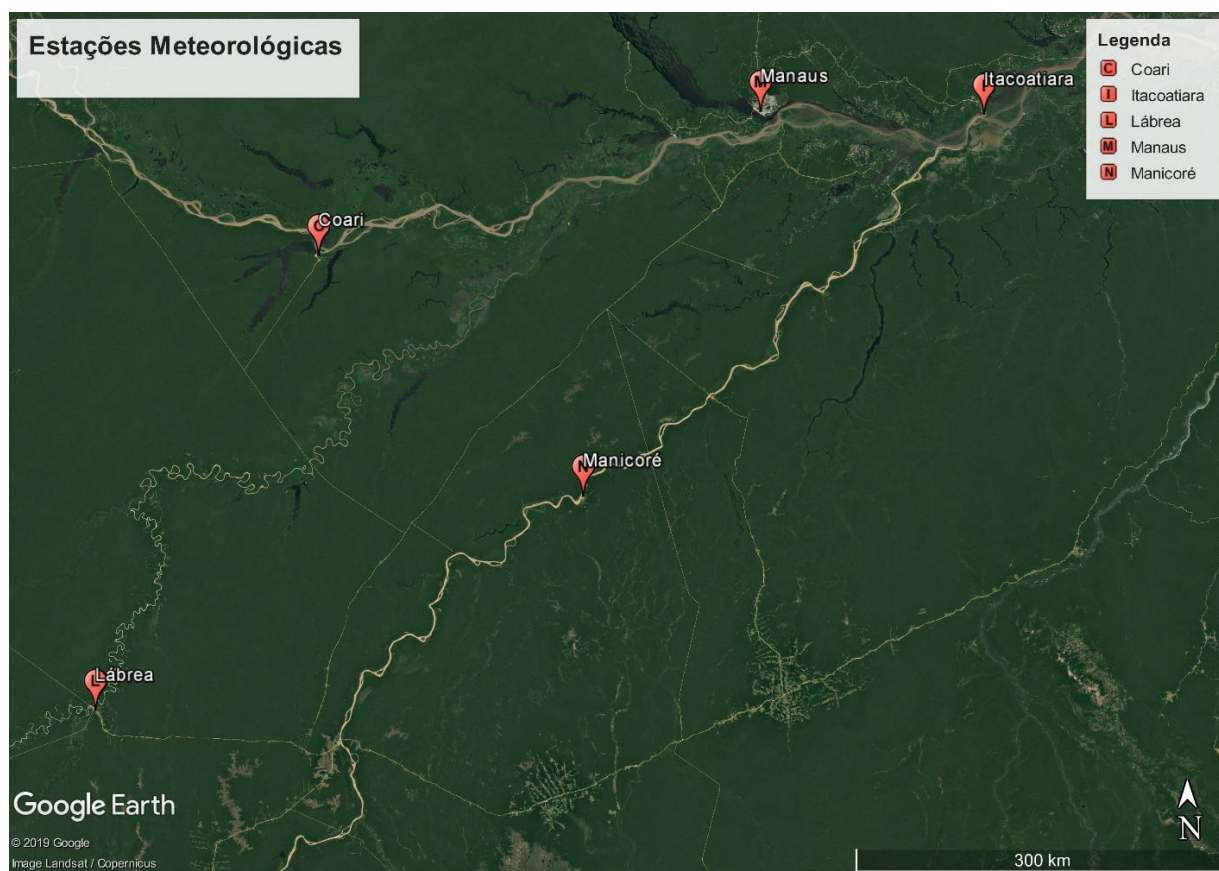 Estações Meteorológicas
Legenda
C Coari
I Itacoatiara
L Lábrea
M Manaus
N Manicoré
M Manaus
I Itacoatiara
C Coari
N Manicoré
L Lábrea
Google Earth
© 2019 Google
Image Landsat / Copernicus
N
300 km